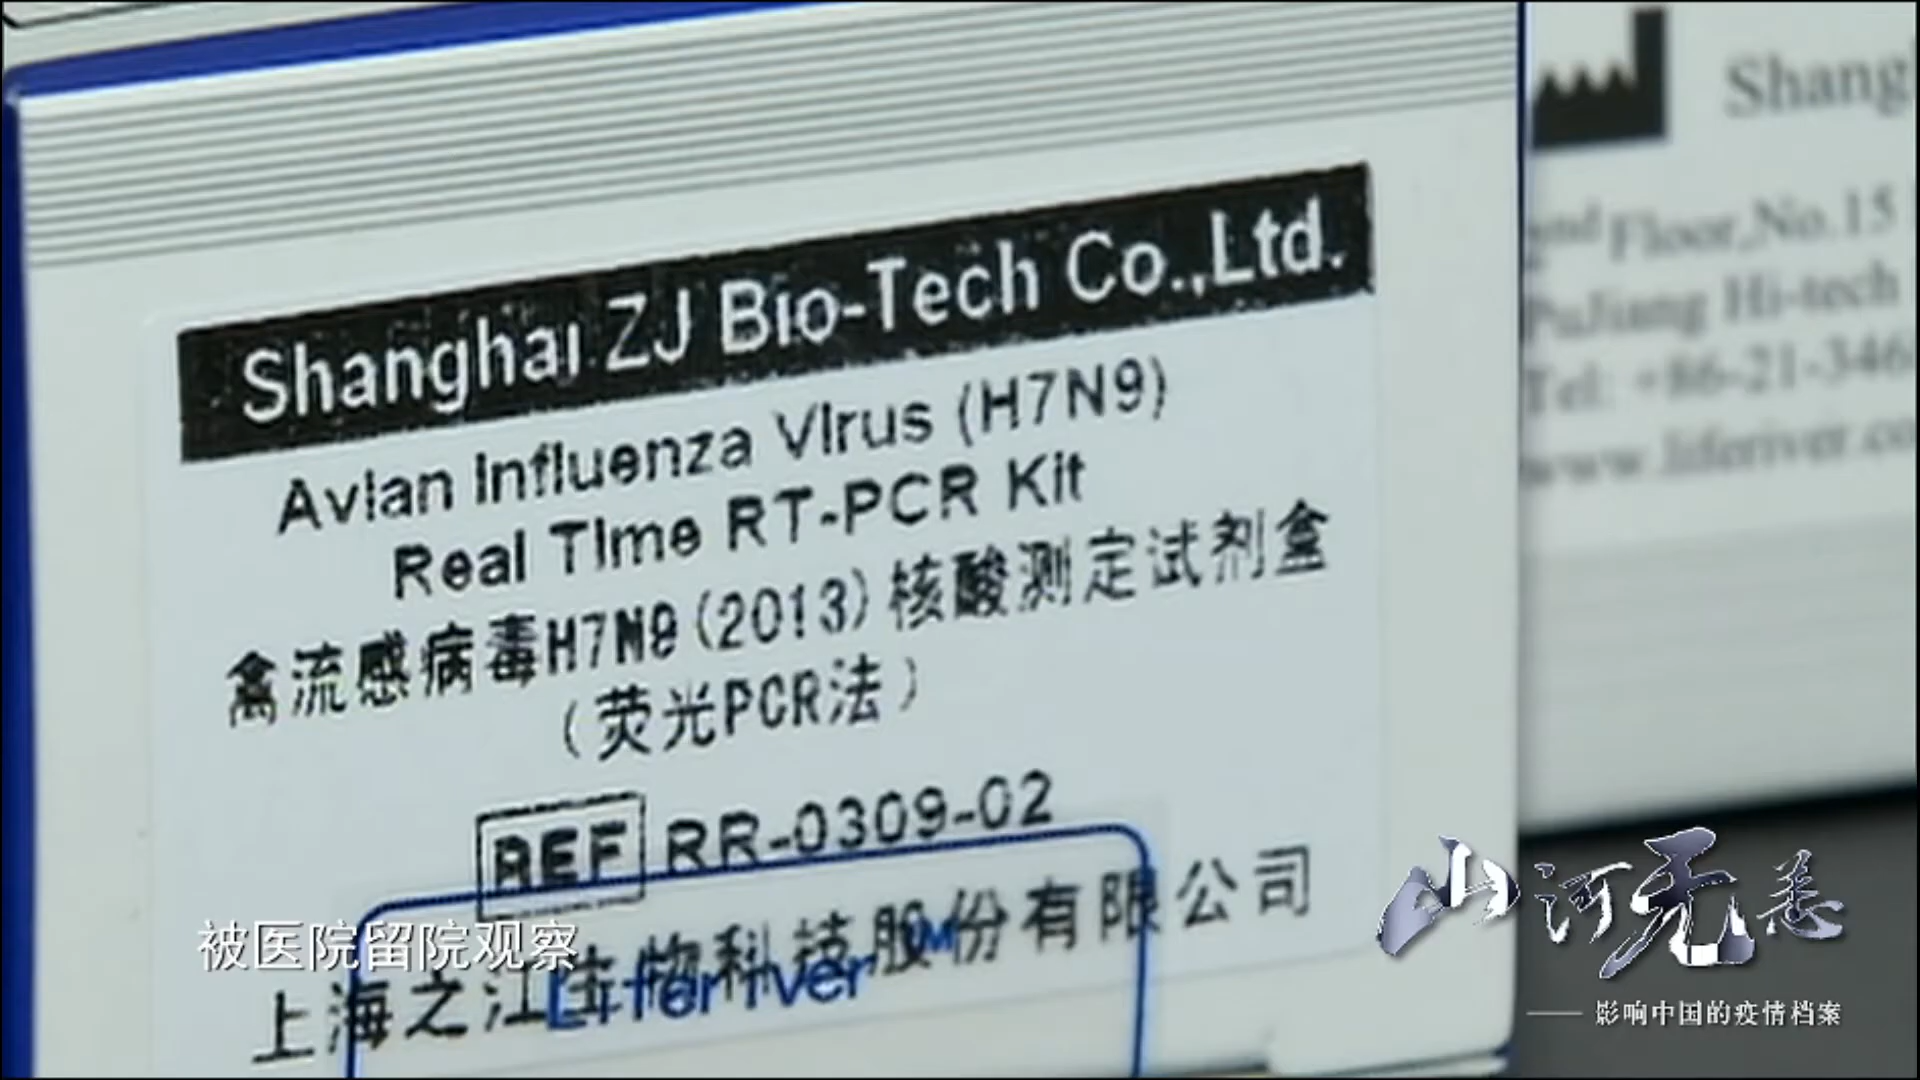 Shanghai ZJ Bio-Tech Co.,Ltd.
Avian Influenza Virus (H7N9)
Real Time RT-PCR Kit
禽流感病毒H7N9(2013)核酸测定试剂盒
(荧光PCR法)
REF RR-0309-02
上海之江生物科技股份有限公司
Liferiver™
Shang
2nd Floor,No.15
PuJiang Hi-tech
Tel: +86-21-346
www.liferiver.co
被医院留院观察
山河无恙
——影响中国的疫情档案